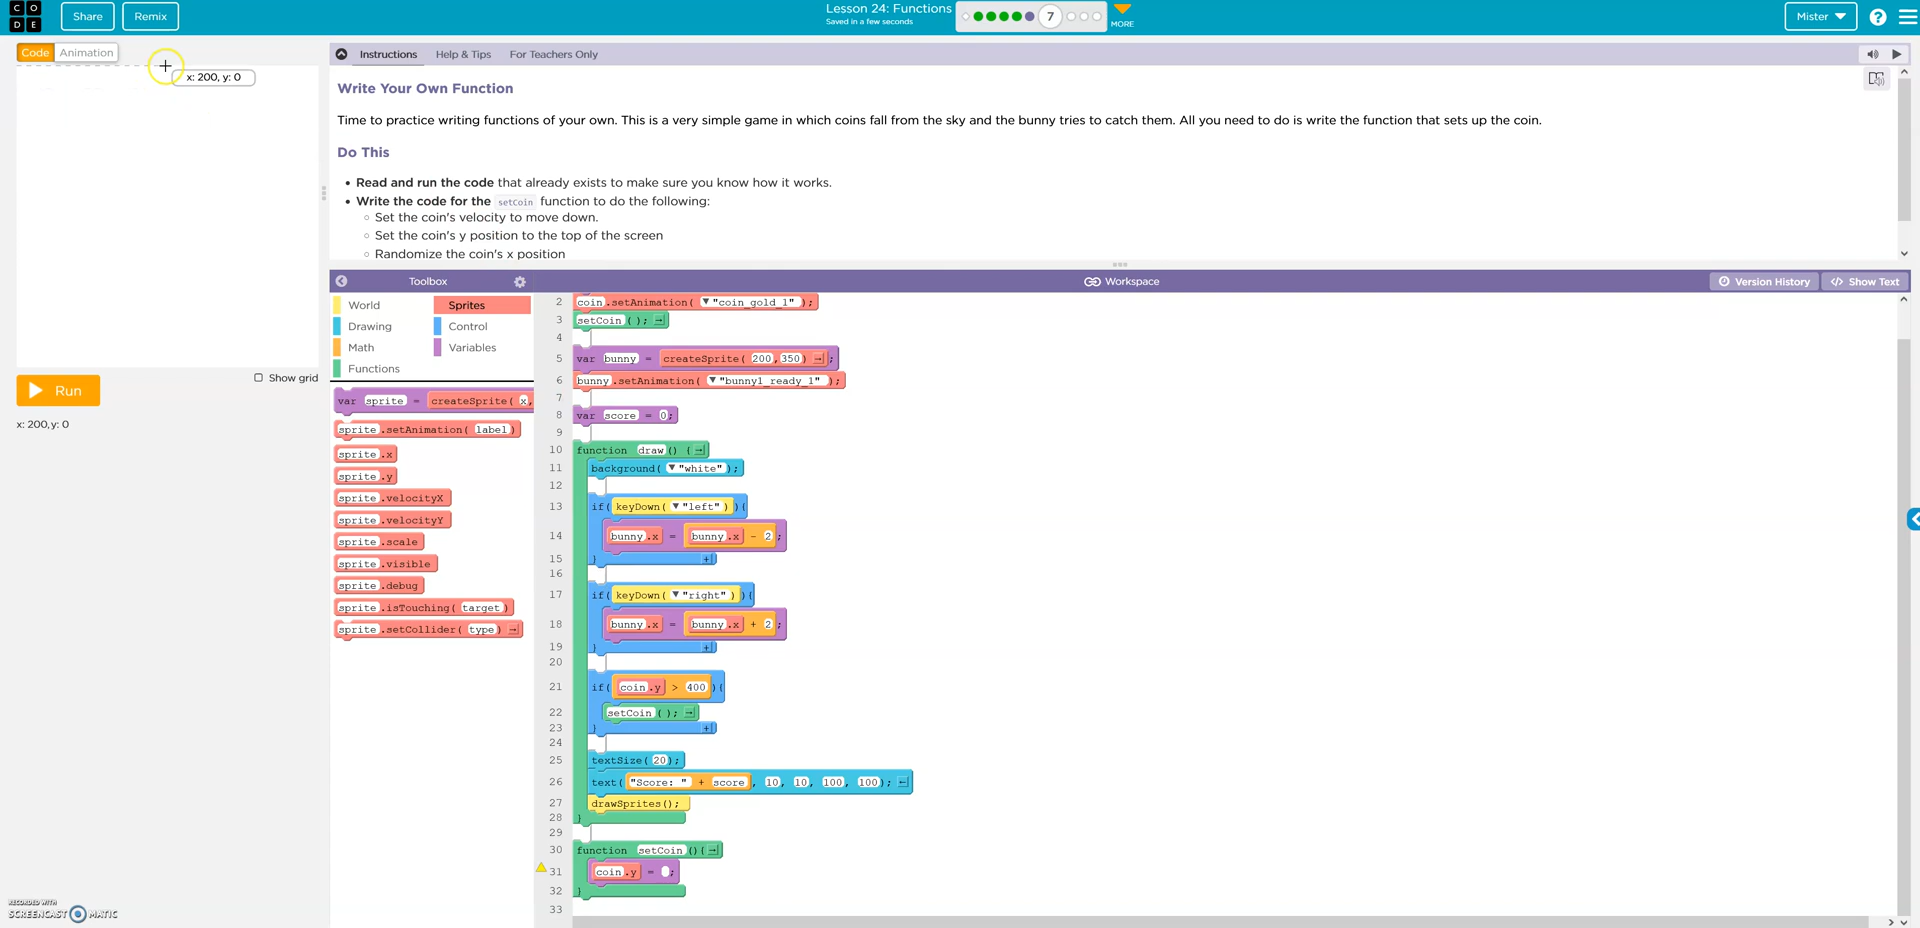 C O D E
Share
Remix
Lesson 24: Functions
Saved in a few seconds
7
MORE
Mister
?
Code
Animation
x: 200, y: 0
Run
Show grid
x: 200, y: 0
Instructions
Help & Tips
For Teachers Only
Write Your Own Function
Time to practice writing functions of your own. This is a very simple game in which coins fall from the sky and the bunny tries to catch them. All you need to do is write the function that sets up the coin.
Do This
Read and run the code that already exists to make sure you know how it works.
Write the code for the setCoin function to do the following:
Set the coin's velocity to move down.
Set the coin's y position to the top of the screen
Randomize the coin's x position
Toolbox
Workspace
Version History
Show Text
World
Sprites
Drawing
Control
Math
Variables
Functions
var sprite = createSprite( x,
sprite.setAnimation( label )
sprite.x
sprite.y
sprite.velocityX
sprite.velocityY
sprite.scale
sprite.visible
sprite.debug
sprite.isTouching( target )
sprite.setCollider( type )
2 coin.setAnimation( "coin_gold_1" );
3 setCoin ( );
4
5 var bunny = createSprite( 200, 350) ;
6 bunny.setAnimation( "bunny1_ready_1" );
7
8 var score = 0;
9
10 function draw () {
11 background( "white" );
12
13 if( keyDown( "left" ) ){
14 bunny.x = bunny.x - 2;
15 }
16
17 if( keyDown( "right" ) ){
18 bunny.x = bunny.x + 2;
19 }
20
21 if( coin.y > 400 ){
22 setCoin ( );
23 }
24
25 textSize( 20);
26 text( "Score: " + score, 10, 10, 100, 100);
27 drawSprites();
28 }
29
30 function setCoin (){
31 coin.y = ;
32 }
33
RECORDED WITH
SCREENCAST MATIC